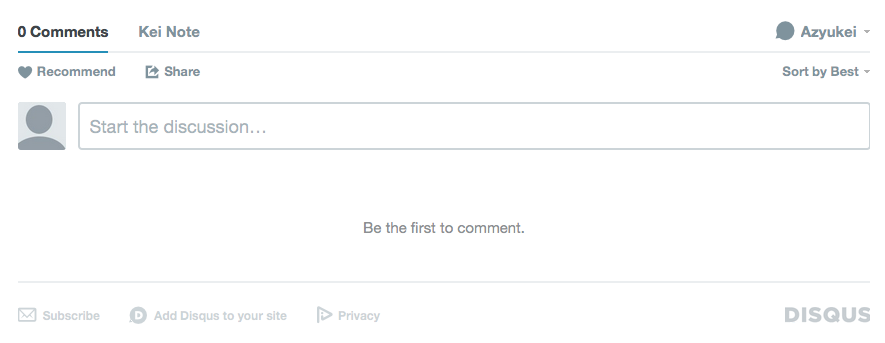 0 Comments Kei Note Azyukei
Recommend Share Sort by Best
Start the discussion…
Be the first to comment.
Subscribe Add Disqus to your site Privacy DISQUS